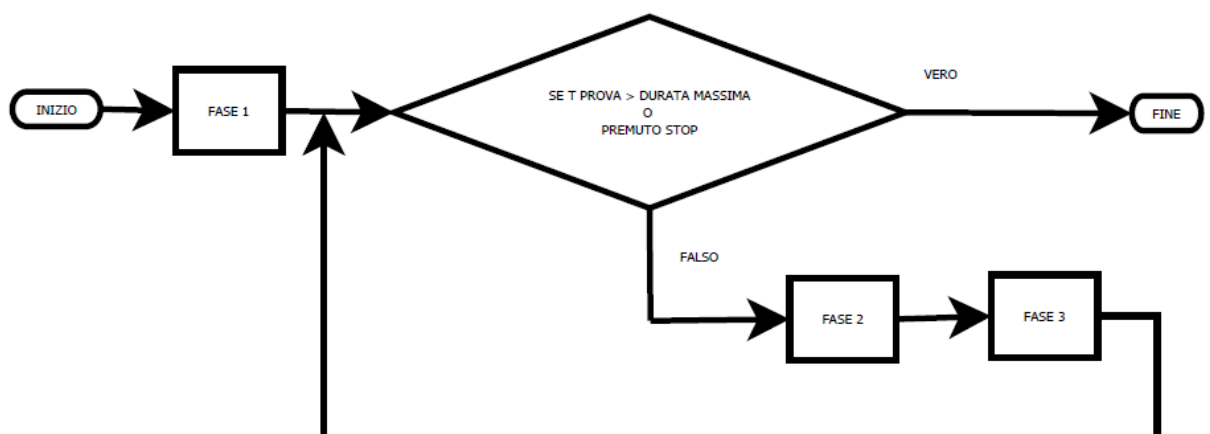 INIZIO
FASE 1
SE T PROVA > DURATA MASSIMA
O
PREMUTO STOP
VERO
FINE
FALSO
FASE 2
FASE 3